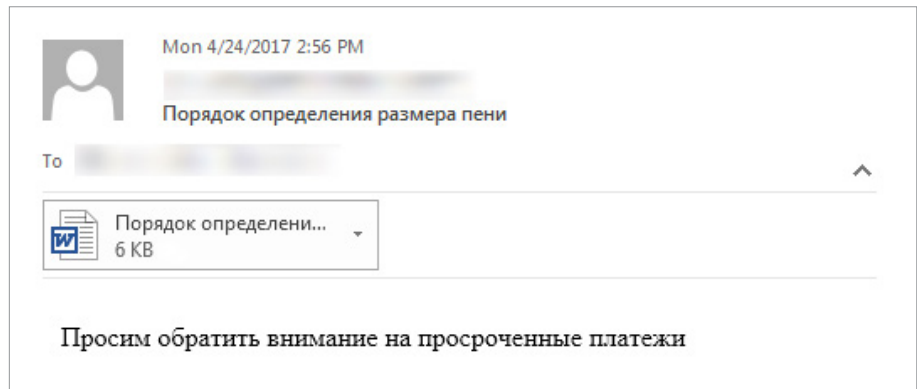 Mon 4/24/2017 2:56 PM
Порядок определения размера пени
To
Порядок определени...
6 KB
Просим обратить внимание на просроченные платежи